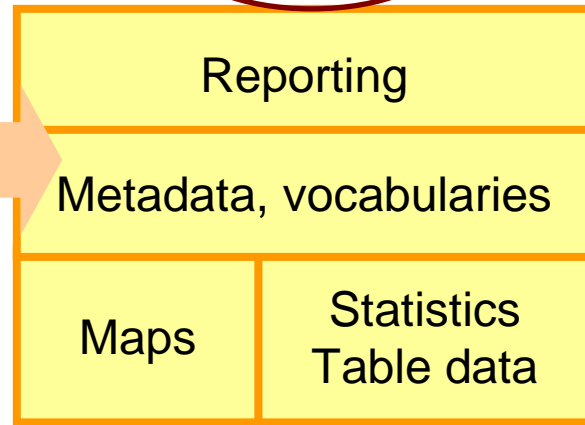 Reporting
Metadata, vocabularies
Maps
Statistics
Table data